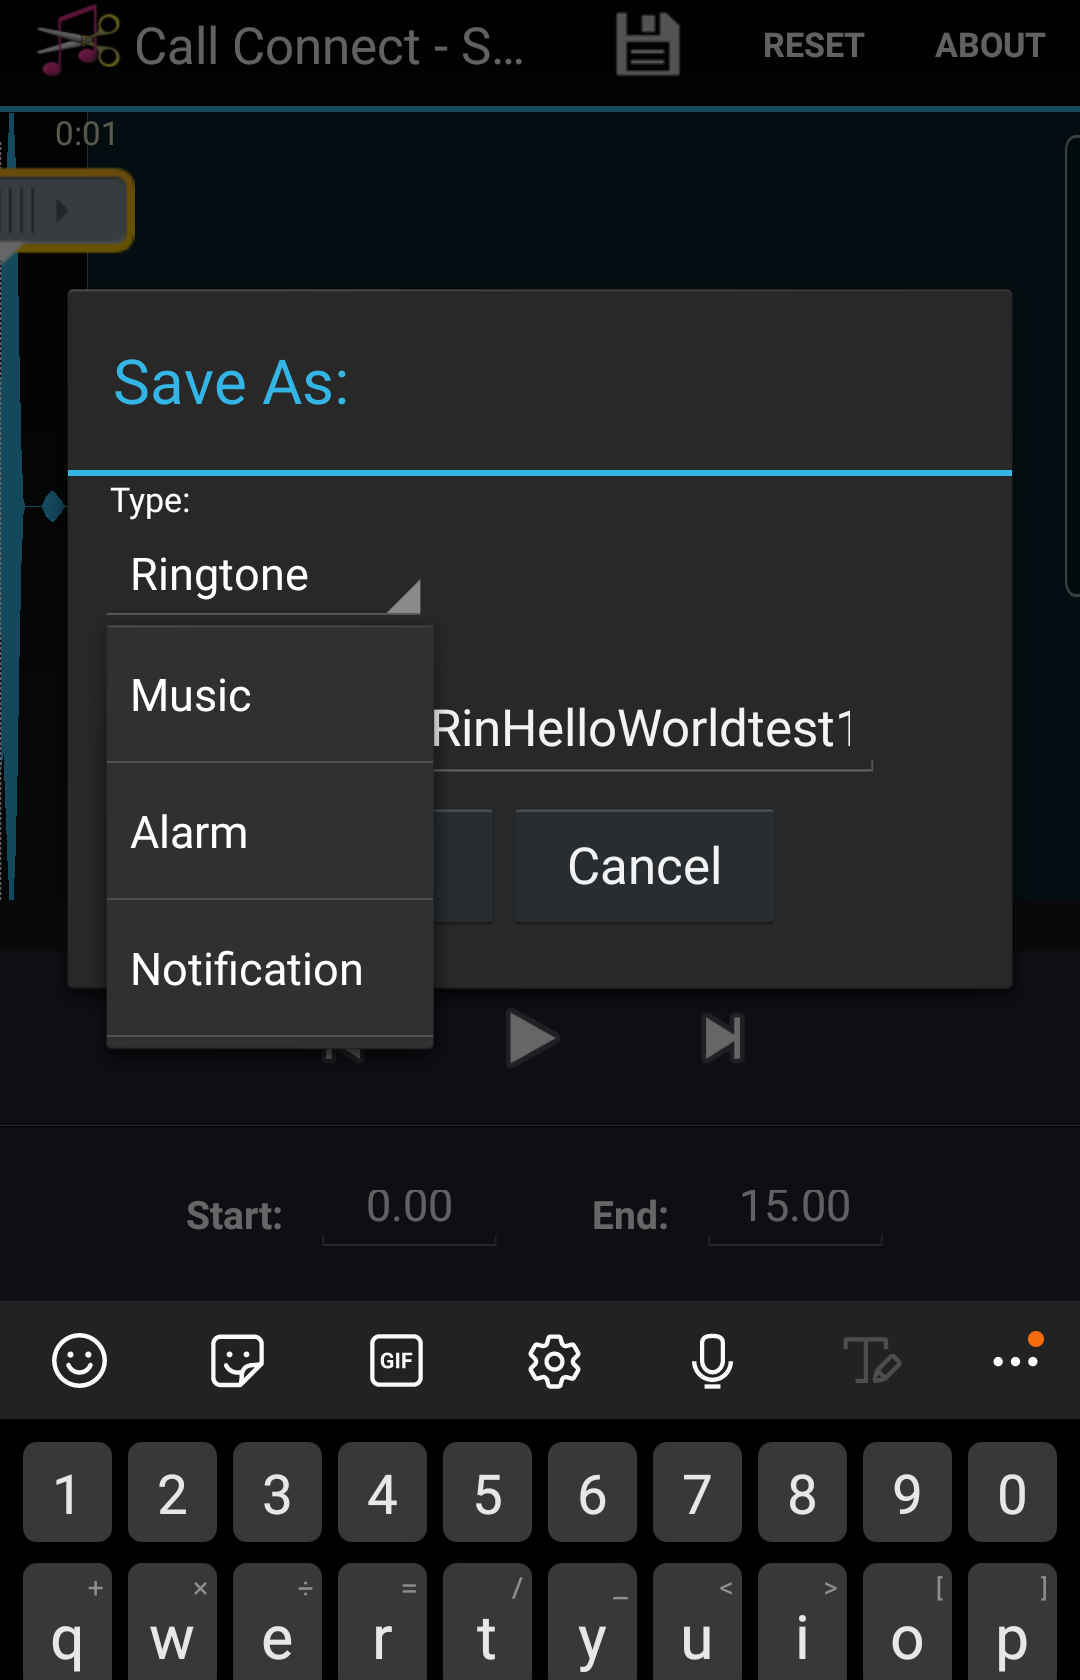 Call Connect - S...
RESET
ABOUT
0:01
Save As:
Type:
Ringtone
Music
RinHelloWorldtest1
Alarm
Cancel
Notification
Start: 0.00 End: 15.00
GIF
1 2 3 4 5 6 7 8 9 0
+ × ÷ = / _ < > [ ]
q w e r t y u i o p